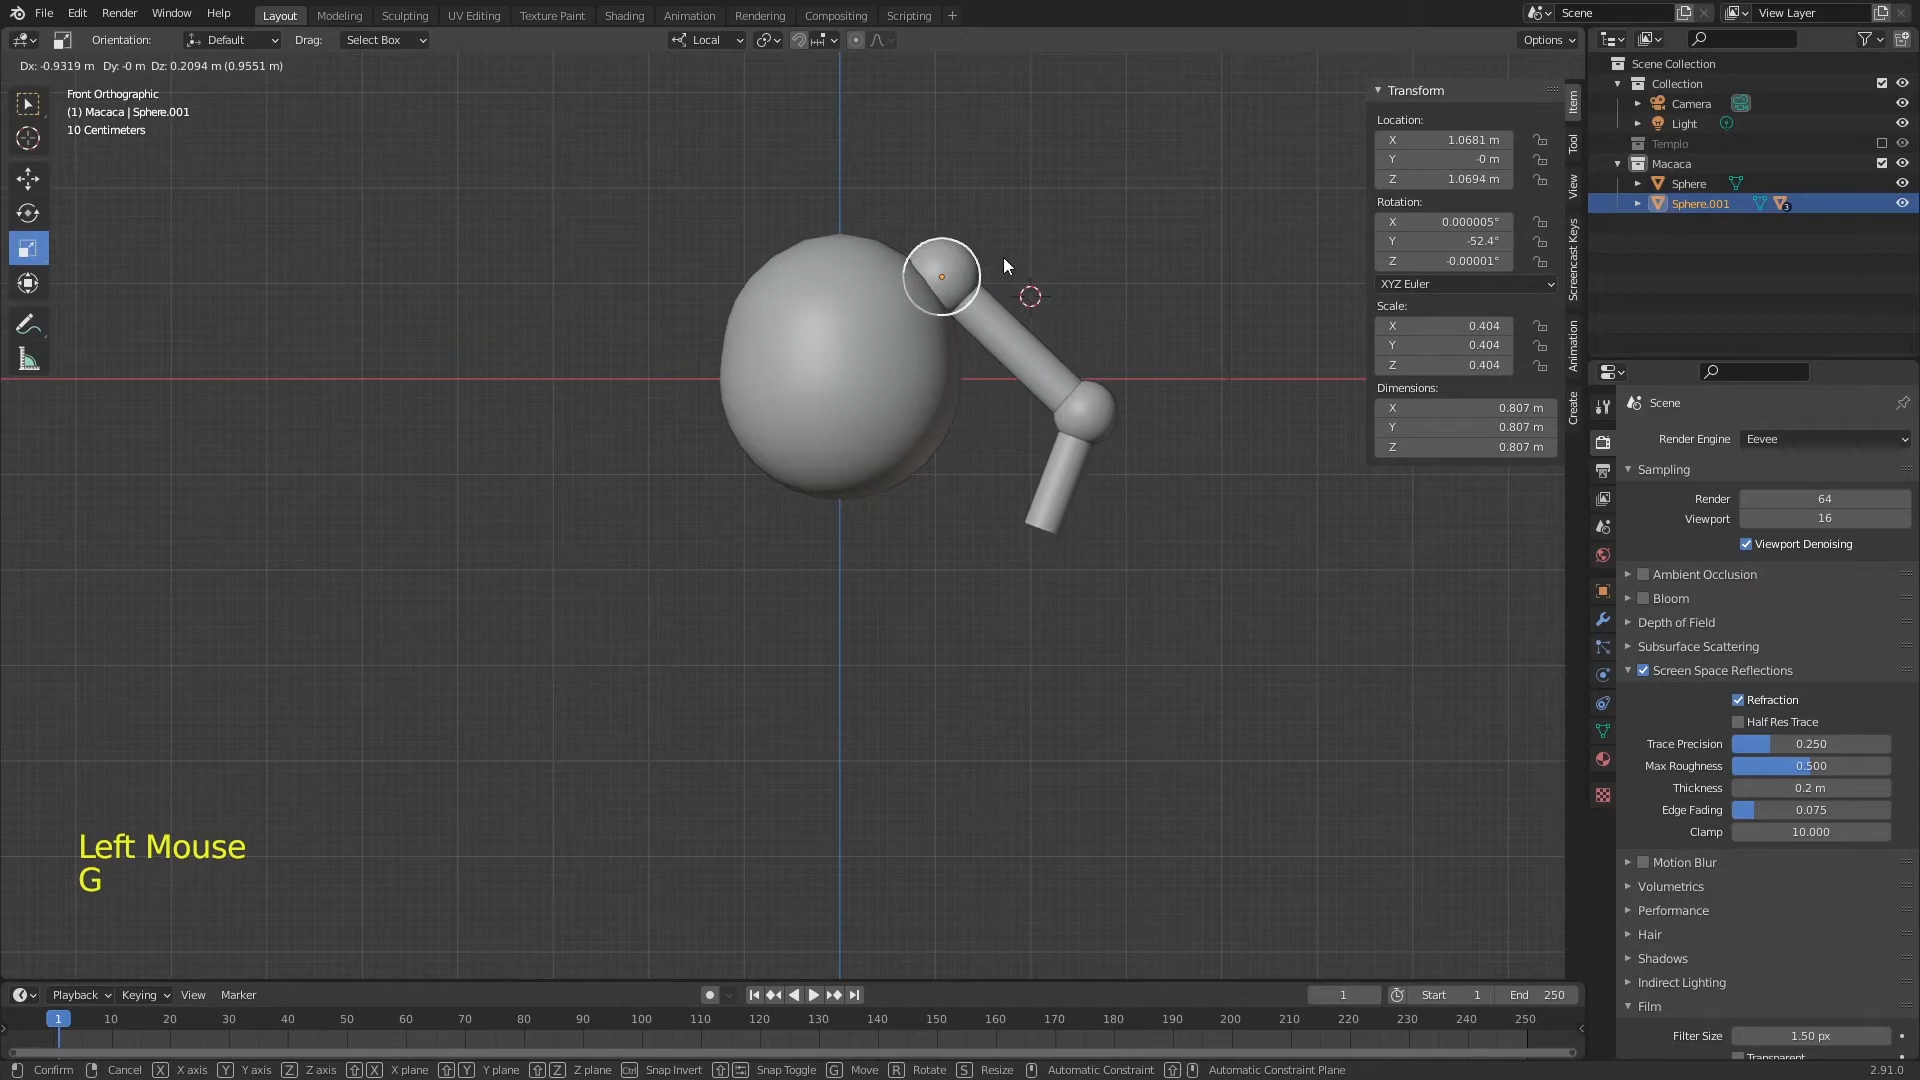 File Edit Render Window Help Layout Modeling Sculpting UV Editing Texture Paint Shading Animation Rendering Compositing Scripting + Scene View Layer
Orientation: Default Drag: Select Box Local Options
Dx: -0.9319 m Dy: -0 m Dz: 0.2094 m (0.9551 m)
Front Orthographic
(1) Macaca | Sphere.001
10 Centimeters
Transform
Location:
X 1.0681 m
Y -0 m
Z 1.0694 m
Rotation:
X 0.000005°
Y -52.4°
Z -0.00001°
XYZ Euler
Scale:
X 0.404
Y 0.404
Z 0.404
Dimensions:
X 0.807 m
Y 0.807 m
Z 0.807 m
Item
Tool
View
Screencast Keys
Animation
Create
Scene Collection
Collection
Camera
Light
Templo
Macaca
Sphere
Sphere.001 3
Scene
Render Engine Eevee
Sampling
Render 64
Viewport 16
Viewport Denoising
Ambient Occlusion
Bloom
Depth of Field
Subsurface Scattering
Screen Space Reflections
Refraction
Half Res Trace
Trace Precision 0.250
Max Roughness 0.500
Thickness 0.2 m
Edge Fading 0.075
Clamp 10.000
Motion Blur
Volumetrics
Performance
Hair
Shadows
Indirect Lighting
Film
Filter Size 1.50 px
Transparent
Left Mouse
G
Playback Keying View Marker 1 Start 1 End 250
1 10 20 30 40 50 60 70 80 90 100 110 120 130 140 150 160 170 180 190 200 210 220 230 240 250
Confirm Cancel X X axis Y Y axis Z Z axis X X plane Y Y plane Z Z plane Ctrl Snap Invert Snap Toggle G Move R Rotate S Resize Automatic Constraint Automatic Constraint Plane 2.91.0